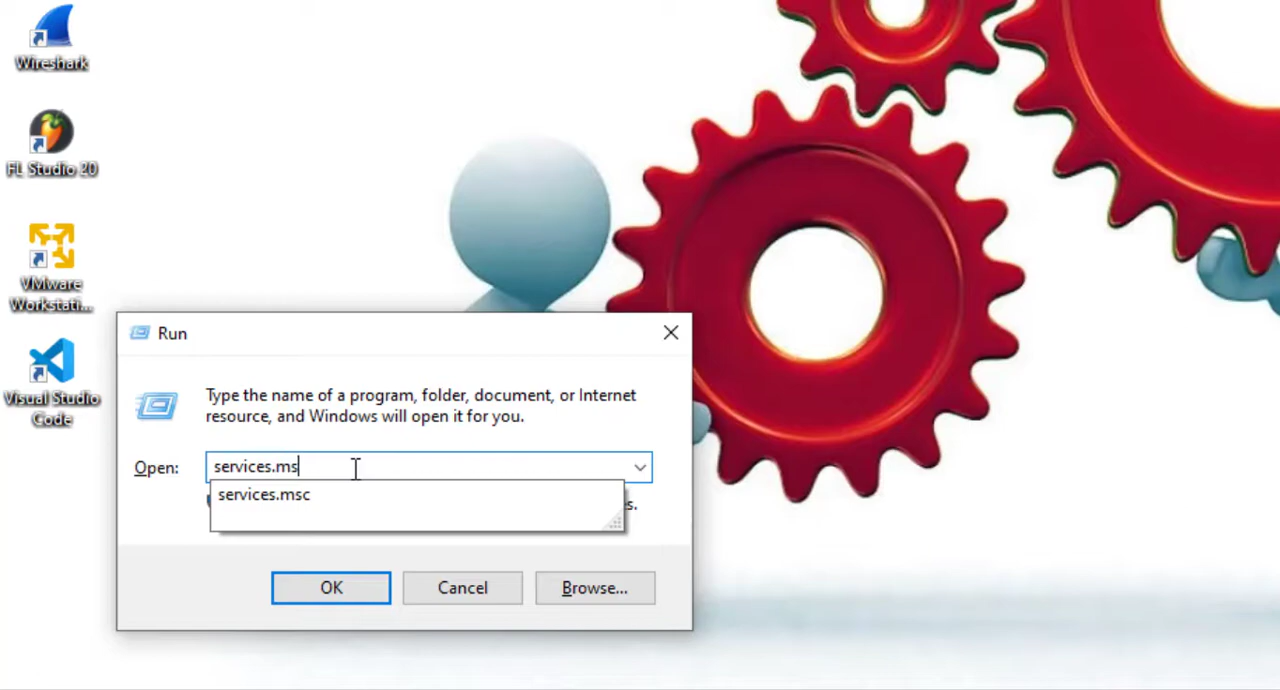 Wireshark
FL Studio 20
VMware
Workstati...
Visual Studio
Code
Run
Type the name of a program, folder, document, or Internet
resource, and Windows will open it for you.
Open:
services.ms
services.msc
s.
OK
Cancel
Browse...